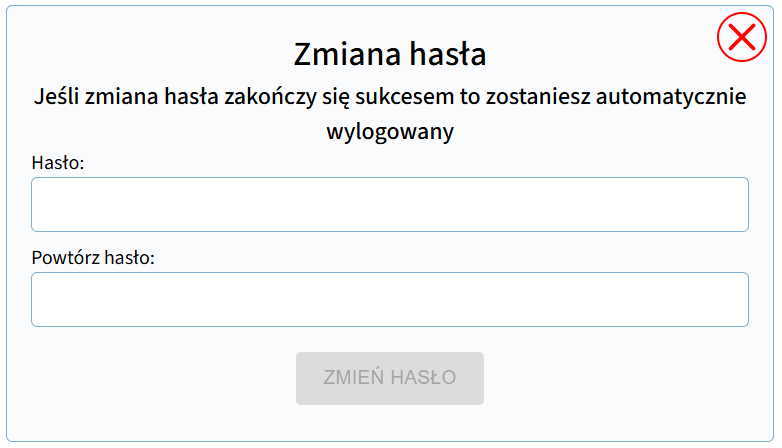 Zmiana hasła
Jeśli zmiana hasła zakończy się sukcesem to zostaniesz automatycznie
wylogowany
Hasło:
Powtórz hasło:
ZMIEŃ HASŁO